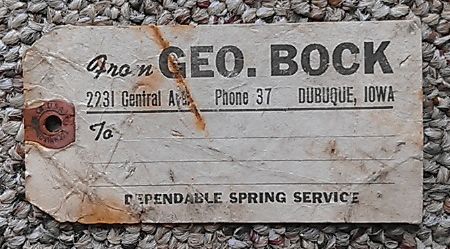 From GEO. BOCK
2231 Central Ave. Phone 37 DUBUQUE, IOWA
To
DEPENDABLE SPRING SERVICE